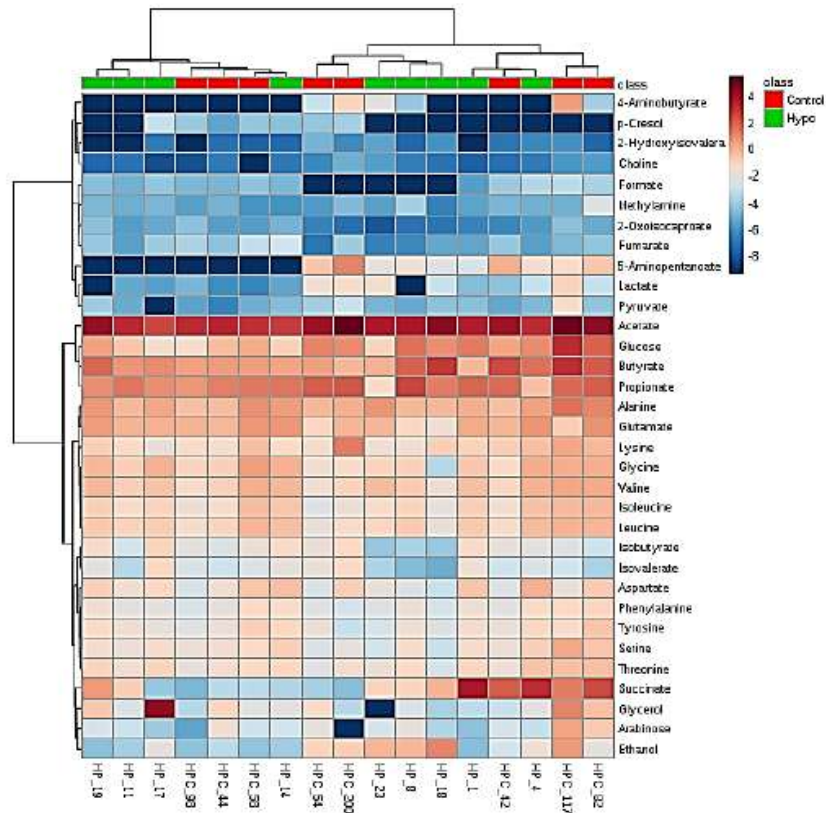 class
4-Aminobutyrate
p-Cresol
2-Hydroxyisovalera
Choline
Formate
Methylamine
2-Oxoisocaproate
Fumarate
5-Aminopentanoate
Lactate
Pyruvate
Acetate
Glucose
Butyrate
Propionate
Alanine
Glutamate
Lysine
Glycine
Valine
Isoleucine
Leucine
Isobutyrate
Isovalerate
Aspartate
Phenylalanine
Tyrosine
Serine
Threonine
Succinate
Glycerol
Arabinose
Ethanol
4
2
0
-2
-4
-6
-8
class
Control
Hypo
HP_19
HP_11
HP_17
HPC_98
HPC_44
HPC_58
HP_14
HPC_54
HPC_200
HP_23
HP_8
HP_18
HP_1
HPC_42
HP_4
HPC_117
HPC_82